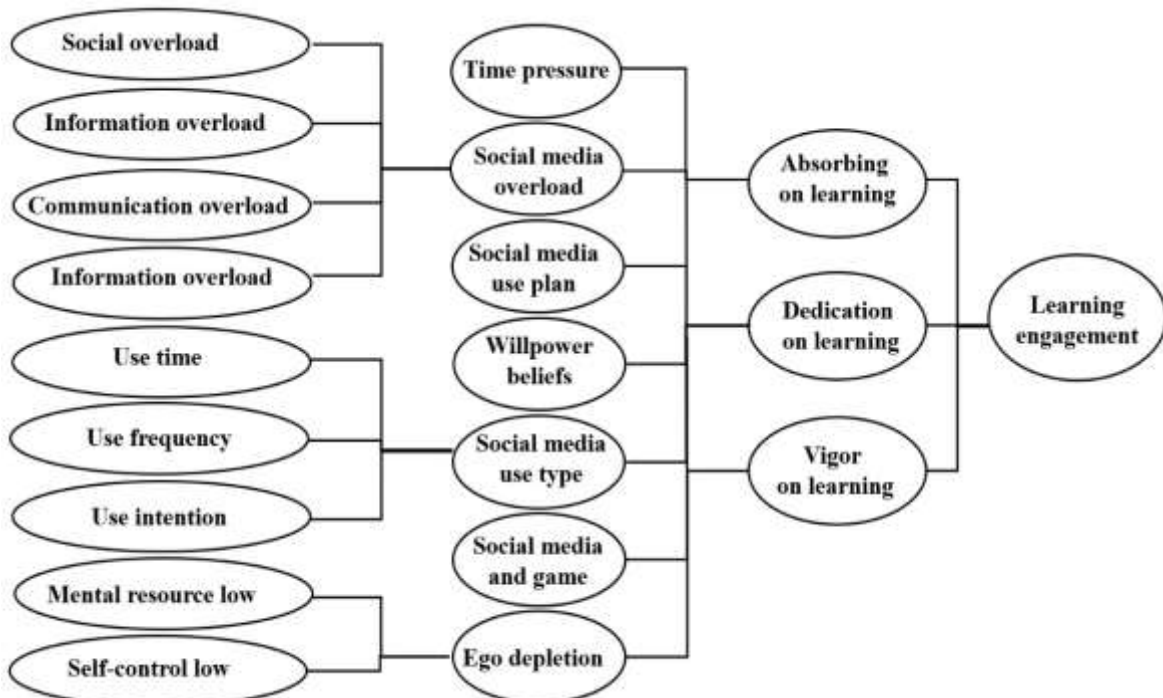 Social overload
Information overload
Communication overload
Information overload
Use time
Use frequency
Use intention
Mental resource low
Self-control low
Time pressure
Social media
overload
Social media
use plan
Willpower
beliefs
Social media
use type
Social media
and game
Ego depletion
Absorbing
on learning
Dedication
on learning
Vigor
on learning
Learning
engagement